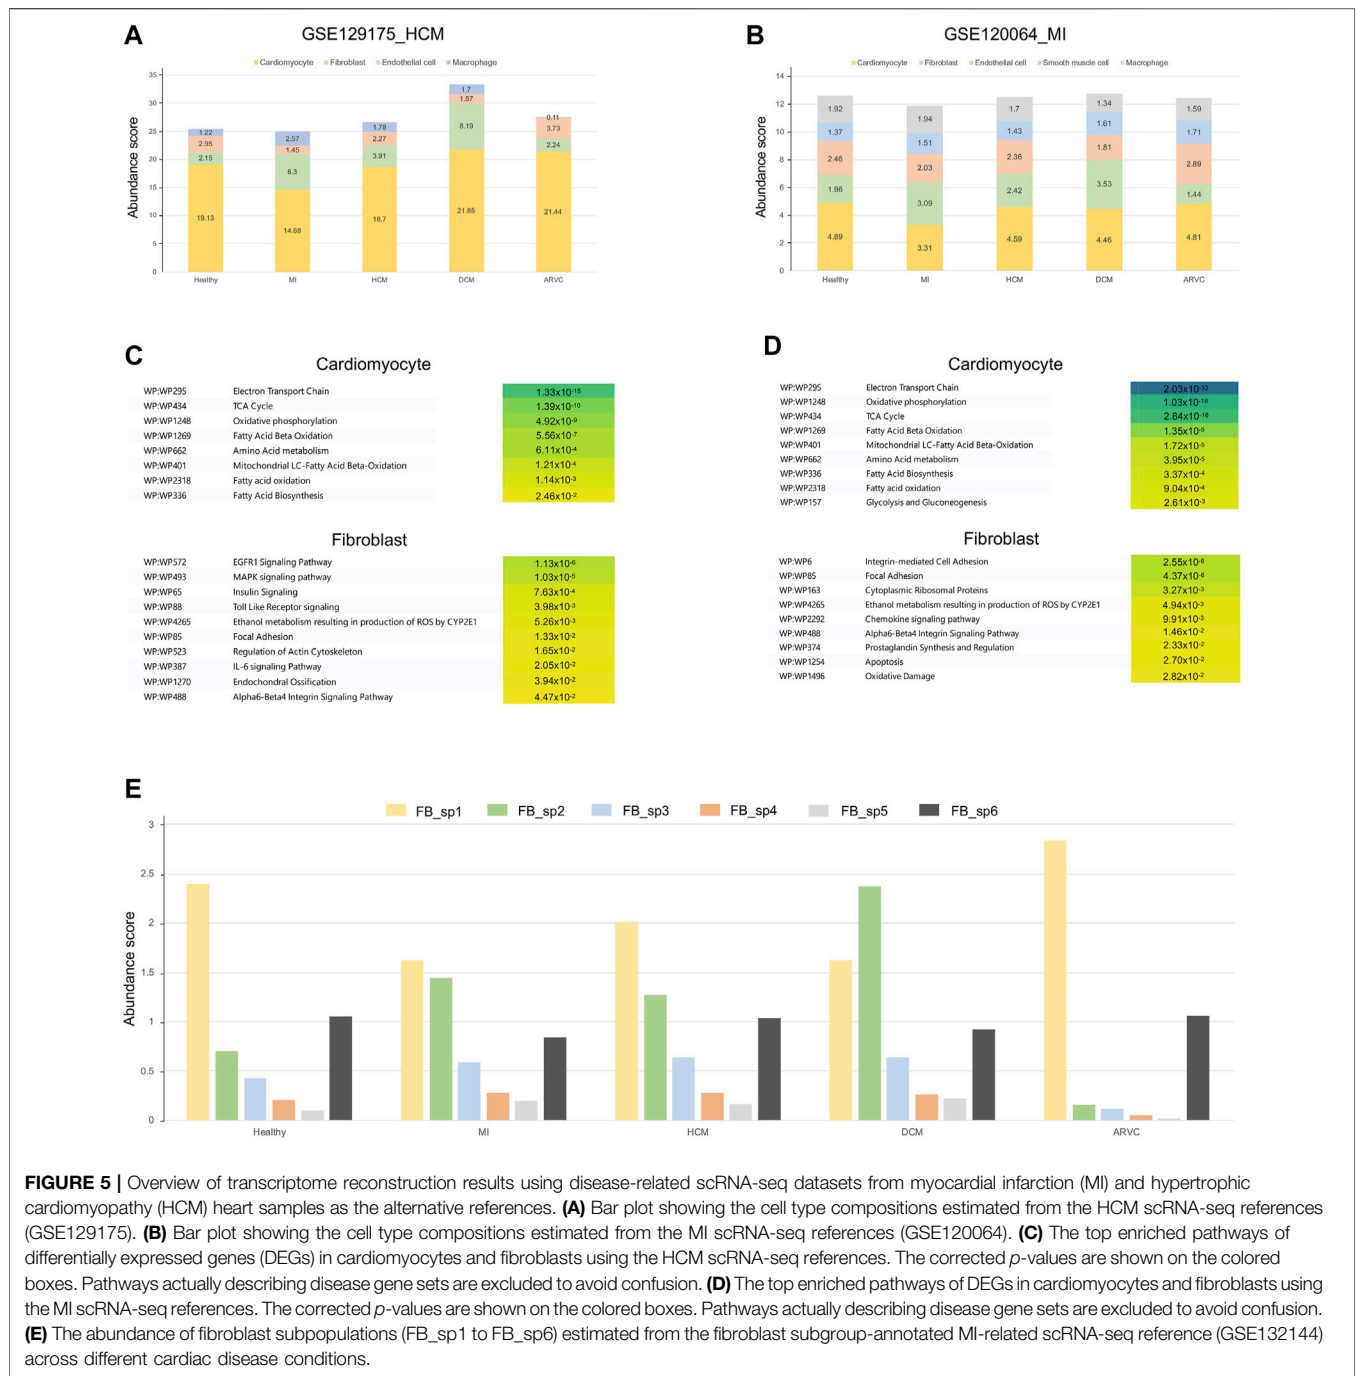 A
GSE129175_HCM
Cardiomyocyte Fibroblast Endothelial cell Macrophage
Abundance score
35
30
25
20
15
10
5
0
1.22
2.95
2.15
19.13
2.57
1.45
6.3
14.68
1.78
2.27
3.91
18.7
1.7
1.57
8.19
21.85
0.11
3.73
2.24
21.44
Healthy MI HCM DCM ARVC
B
GSE120064_MI
Cardiomyocyte Fibroblast Endothelial cell Smooth muscle cell Macrophage
Abundance score
14
12
10
8
6
4
2
0
1.92
1.37
2.46
1.96
4.89
1.94
1.51
2.03
3.09
3.31
1.7
1.43
2.36
2.42
4.59
1.34
1.61
1.81
3.53
4.46
1.59
1.71
2.89
1.44
4.81
Healthy MI HCM DCM ARVC
C
Cardiomyocyte
WP:WP295 Electron Transport Chain 1.33x10-15
WP:WP434 TCA Cycle 1.39x10-10
WP:WP1248 Oxidative phosphorylation 4.92x10-9
WP:WP1269 Fatty Acid Beta Oxidation 5.56x10-7
WP:WP662 Amino Acid metabolism 6.11x10-4
WP:WP401 Mitochondrial LC-Fatty Acid Beta-Oxidation 1.21x10-4
WP:WP2318 Fatty acid oxidation 1.14x10-3
WP:WP336 Fatty Acid Biosynthesis 2.46x10-2
Fibroblast
WP:WP572 EGFR1 Signaling Pathway 1.13x10-6
WP:WP493 MAPK signaling pathway 1.03x10-5
WP:WP65 Insulin Signaling 7.63x10-4
WP:WP88 Toll Like Receptor signaling 3.98x10-3
WP:WP4265 Ethanol metabolism resulting in production of ROS by CYP2E1 5.26x10-3
WP:WP85 Focal Adhesion 1.33x10-2
WP:WP523 Regulation of Actin Cytoskeleton 1.65x10-2
WP:WP387 IL-6 signaling Pathway 2.05x10-2
WP:WP1270 Endochondral Ossification 3.94x10-2
WP:WP488 Alpha6-Beta4 Integrin Signaling Pathway 4.47x10-2
D
Cardiomyocyte
WP:WP295 Electron Transport Chain 2.03x10-32
WP:WP1248 Oxidative phosphorylation 1.03x10-18
WP:WP434 TCA Cycle 2.84x10-16
WP:WP1269 Fatty Acid Beta Oxidation 1.35x10-9
WP:WP401 Mitochondrial LC-Fatty Acid Beta-Oxidation 1.72x10-5
WP:WP662 Amino Acid metabolism 3.95x10-5
WP:WP336 Fatty Acid Biosynthesis 3.37x10-4
WP:WP2318 Fatty acid oxidation 9.04x10-4
WP:WP157 Glycolysis and Gluconeogenesis 2.61x10-3
Fibroblast
WP:WP6 Integrin-mediated Cell Adhesion 2.55x10-6
WP:WP85 Focal Adhesion 4.37x10-6
WP:WP163 Cytoplasmic Ribosomal Proteins 3.27x10-3
WP:WP4265 Ethanol metabolism resulting in production of ROS by CYP2E1 4.94x10-3
WP:WP2292 Chemokine signaling pathway 9.91x10-3
WP:WP488 Alpha6-Beta4 Integrin Signaling Pathway 1.46x10-2
WP:WP374 Prostaglandin Synthesis and Regulation 2.33x10-2
WP:WP1254 Apoptosis 2.70x10-2
WP:WP1496 Oxidative Damage 2.82x10-2
E
FB_sp1 FB_sp2 FB_sp3 FB_sp4 FB_sp5 FB_sp6
Abundance score
3
2.5
2
1.5
1
0.5
0
Healthy MI HCM DCM ARVC
FIGURE 5 | Overview of transcriptome reconstruction results using disease-related scRNA-seq datasets from myocardial infarction (MI) and hypertrophic
cardiomyopathy (HCM) heart samples as the alternative references. (A) Bar plot showing the cell type compositions estimated from the HCM scRNA-seq references
(GSE129175). (B) Bar plot showing the cell type compositions estimated from the MI scRNA-seq references (GSE120064). (C) The top enriched pathways of
differentially expressed genes (DEGs) in cardiomyocytes and fibroblasts using the HCM scRNA-seq references. The corrected p-values are shown on the colored
boxes. Pathways actually describing disease gene sets are excluded to avoid confusion. (D) The top enriched pathways of DEGs in cardiomyocytes and fibroblasts using
the MI scRNA-seq references. The corrected p-values are shown on the colored boxes. Pathways actually describing disease gene sets are excluded to avoid confusion.
(E) The abundance of fibroblast subpopulations (FB_sp1 to FB_sp6) estimated from the fibroblast subgroup-annotated MI-related scRNA-seq reference (GSE132144)
across different cardiac disease conditions.